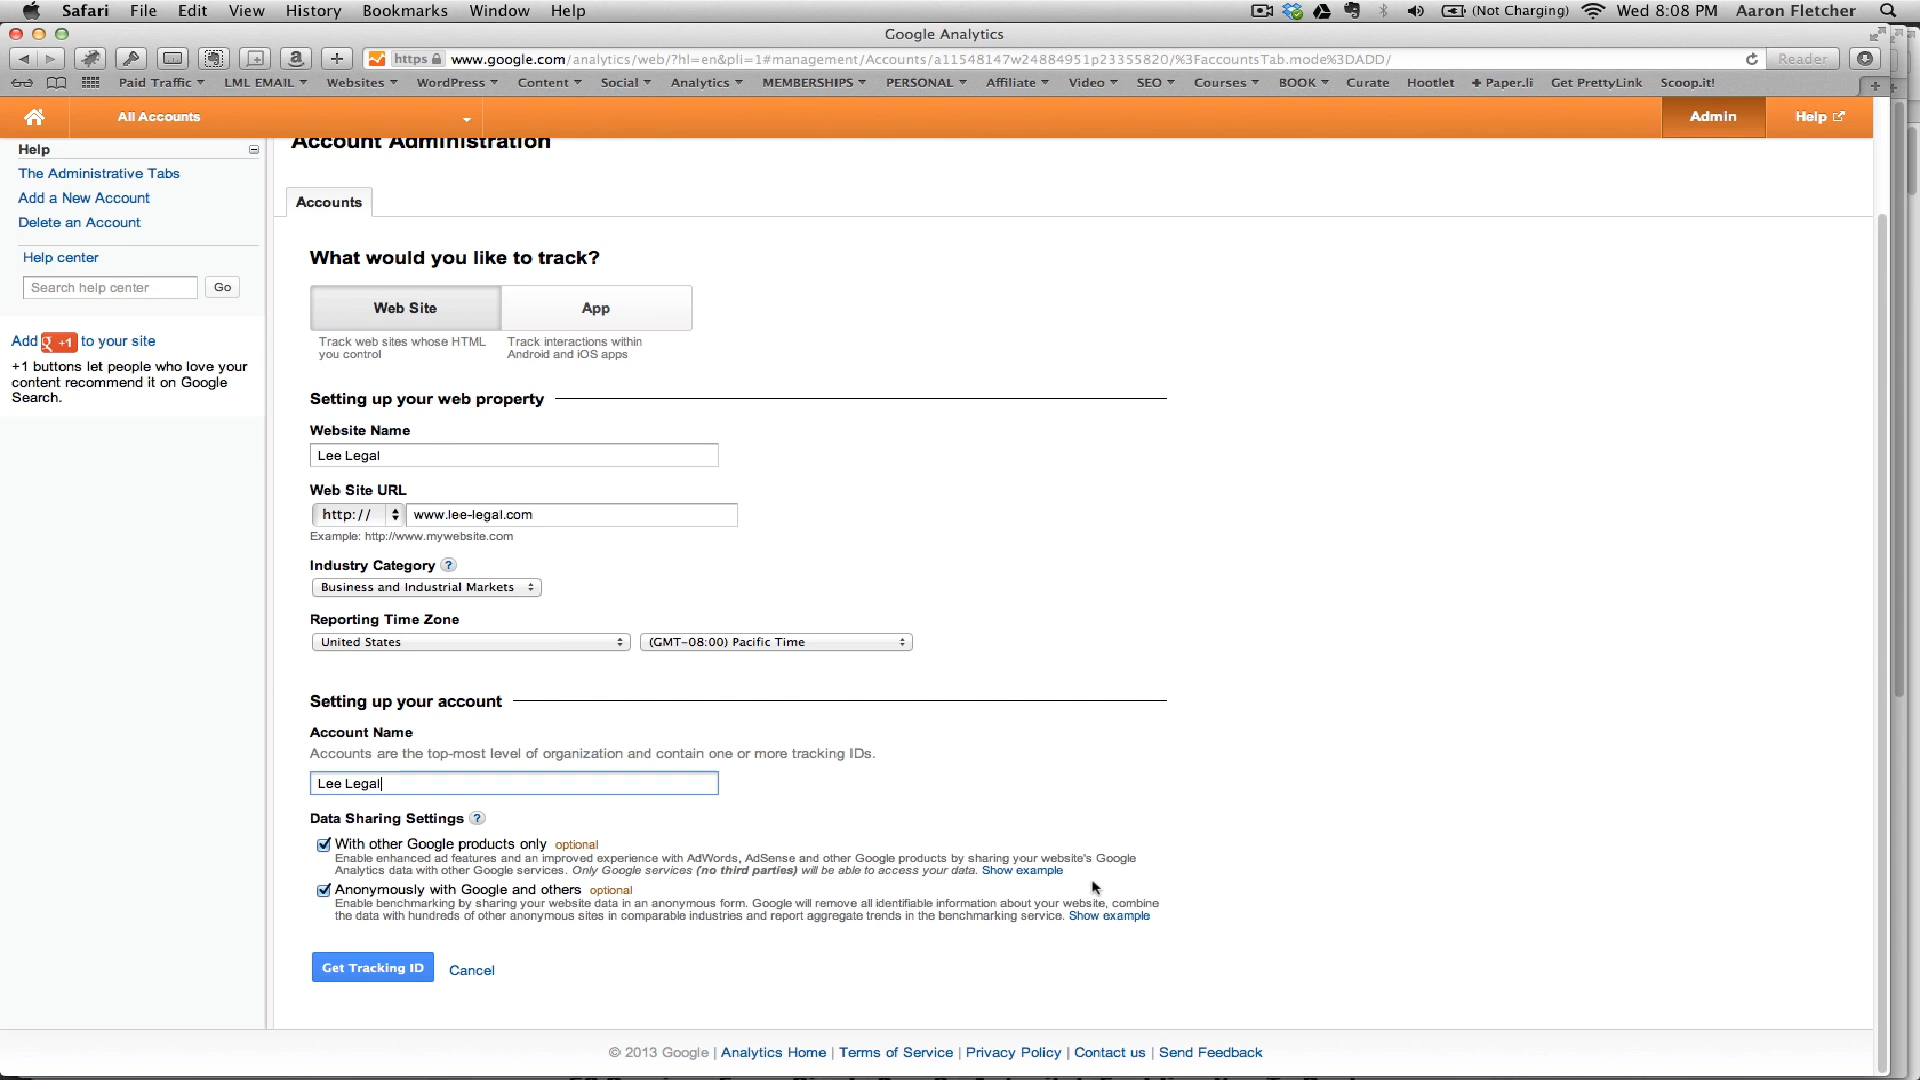 Safari File Edit View History Bookmarks Window Help (Not Charging) Wed 8:08 PM Aaron Fletcher
Google Analytics
https www.google.com/analytics/web/?hl=en&pli=1#management/Accounts/a11548147w24884951p23355820/%3FaccountsTab.mode%3DADD/ Reader
Paid Traffic LML EMAIL Websites WordPress Content Social Analytics MEMBERSHIPS PERSONAL Affiliate Video SEO Courses BOOK Curate Hootlet + Paper.li Get PrettyLink Scoop.it!
All Accounts Admin Help
Account Administration
Help
The Administrative Tabs
Add a New Account
Delete an Account
Help center
Search help center Go
Add +1 to your site
+1 buttons let people who love your
content recommend it on Google
Search.
Accounts
What would you like to track?
Web Site App
Track web sites whose HTML
you control
Track interactions within
Android and iOS apps
Setting up your web property
Website Name
Lee Legal
Web Site URL
http:// www.lee-legal.com
Example: http://www.mywebsite.com
Industry Category ?
Business and Industrial Markets
Reporting Time Zone
United States (GMT-08:00) Pacific Time
Setting up your account
Account Name
Accounts are the top-most level of organization and contain one or more tracking IDs.
Lee Legal
Data Sharing Settings ?
With other Google products only optional
Enable enhanced ad features and an improved experience with AdWords, AdSense and other Google products by sharing your website's Google
Analytics data with other Google services. Only Google services (no third parties) will be able to access your data. Show example
Anonymously with Google and others optional
Enable benchmarking by sharing your website data in an anonymous form. Google will remove all identifiable information about your website, combine
the data with hundreds of other anonymous sites in comparable industries and report aggregate trends in the benchmarking service. Show example
Get Tracking ID Cancel
© 2013 Google | Analytics Home | Terms of Service | Privacy Policy | Contact us | Send Feedback